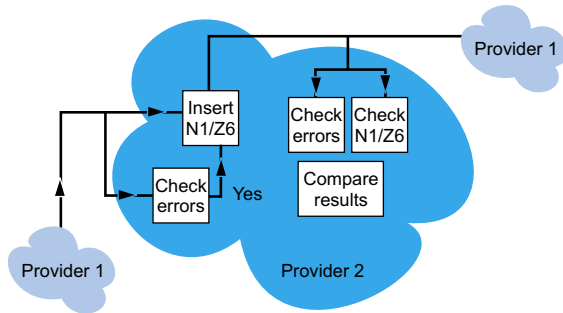 Provider 1
Insert
N1/Z6
Check
errors
Check
N1/Z6
Check
errors
Yes
Compare
results
Provider 1
Provider 2